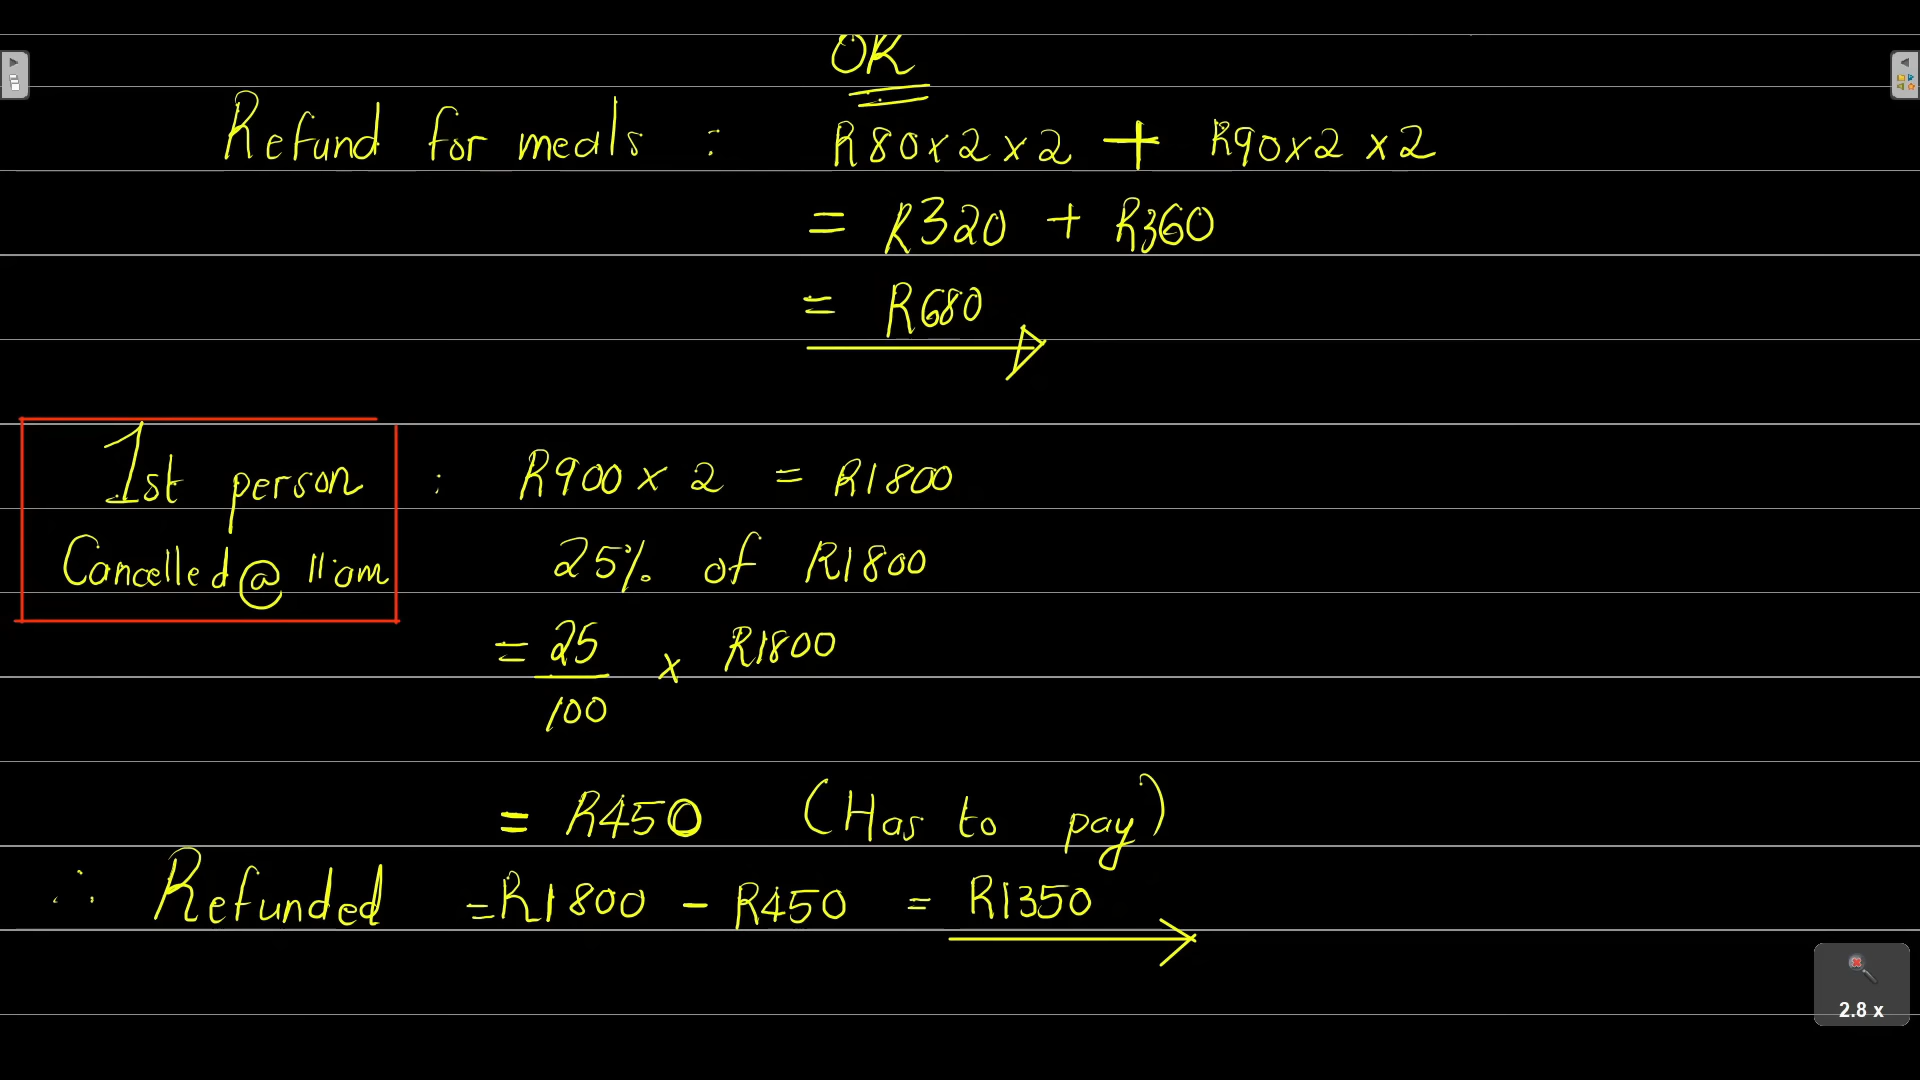 OR
Refund for meals : R80x2x2 + R90x2x2
= R320 + R360
= R680
1st person : R900 x 2 = R1800
Cancelled @ 11am 25% of R1800
= 25/100 x R1800
= R450 (Has to pay)
∴ Refunded = R1800 - R450 = R1350
2.8 x